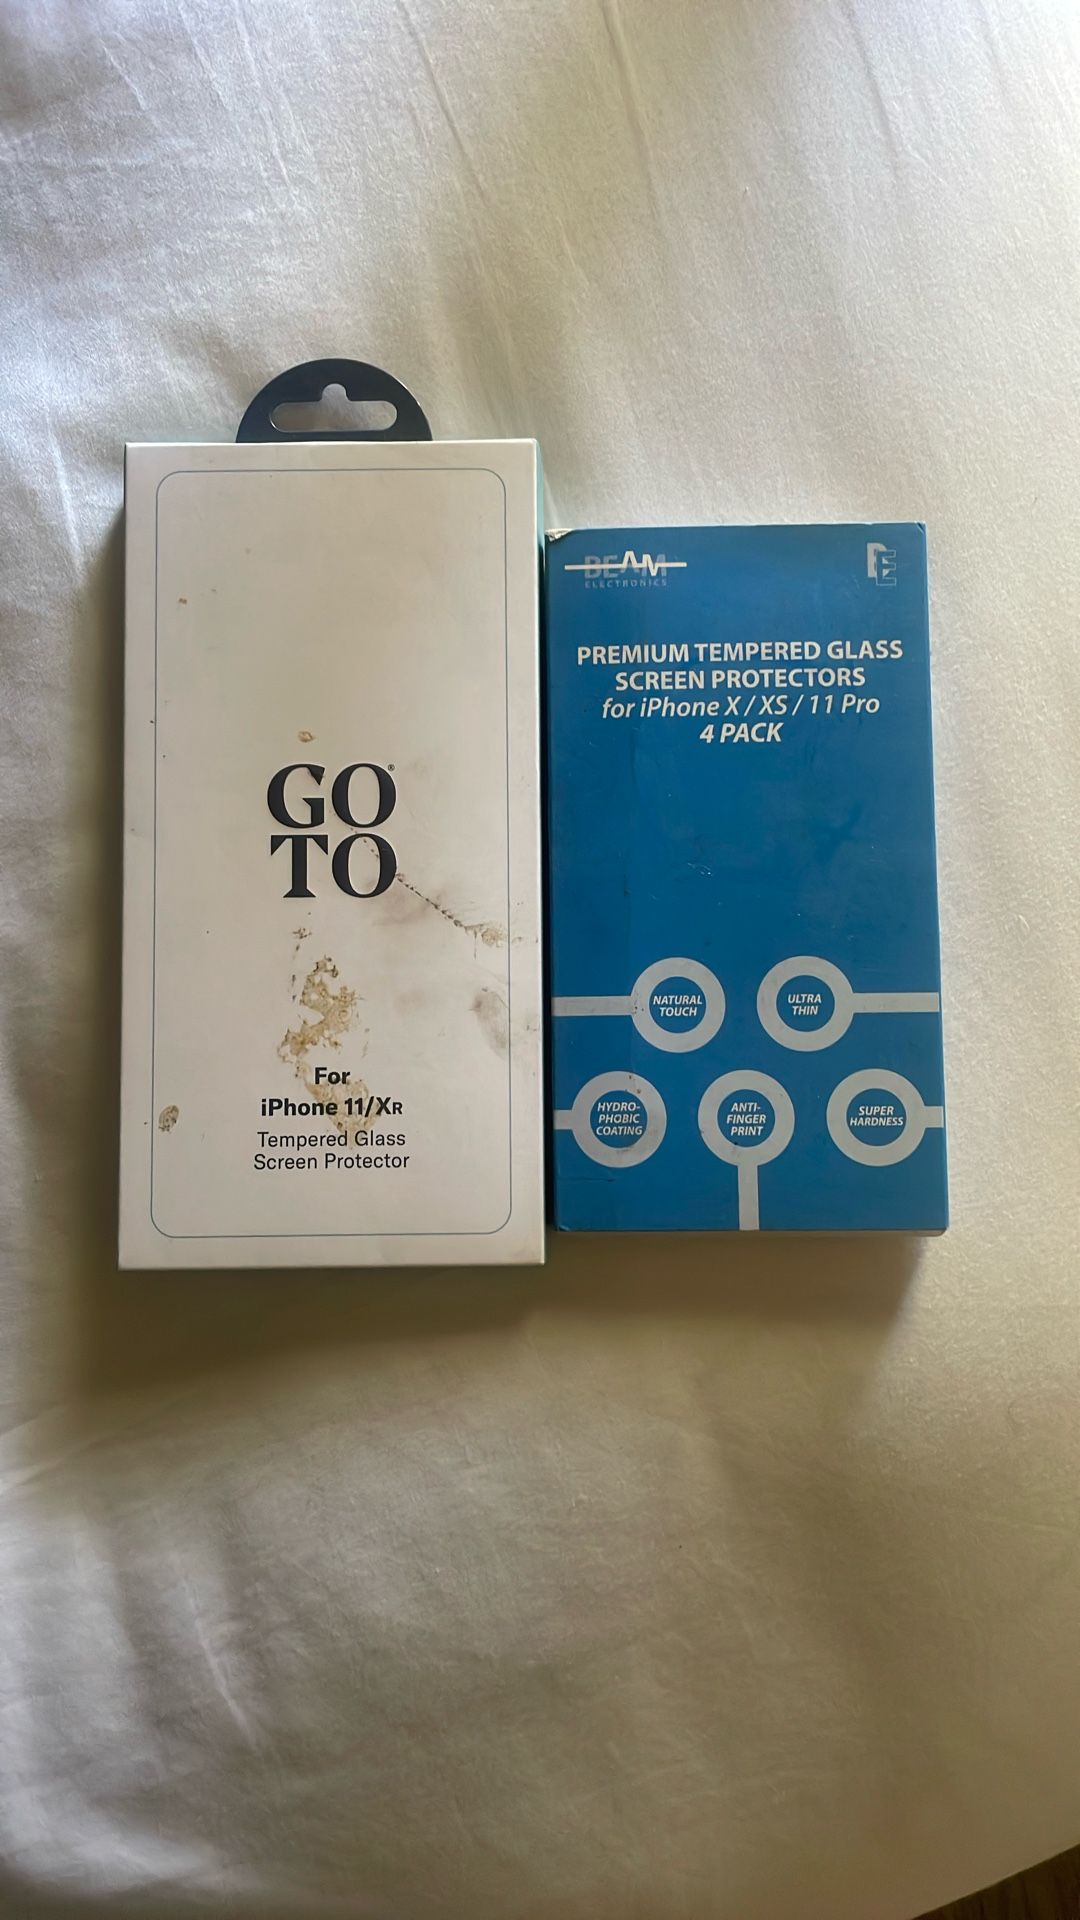 GO®
TO
For
iPhone 11/XR
Tempered Glass
Screen Protector
BEAM
ELECTRONICS
BE
PREMIUM TEMPERED GLASS
SCREEN PROTECTORS
for iPhone X / XS / 11 Pro
4 PACK
NATURAL
TOUCH
ULTRA
THIN
HYDRO-
PHOBIC
COATING
ANTI-
FINGER
PRINT
SUPER
HARDNESS